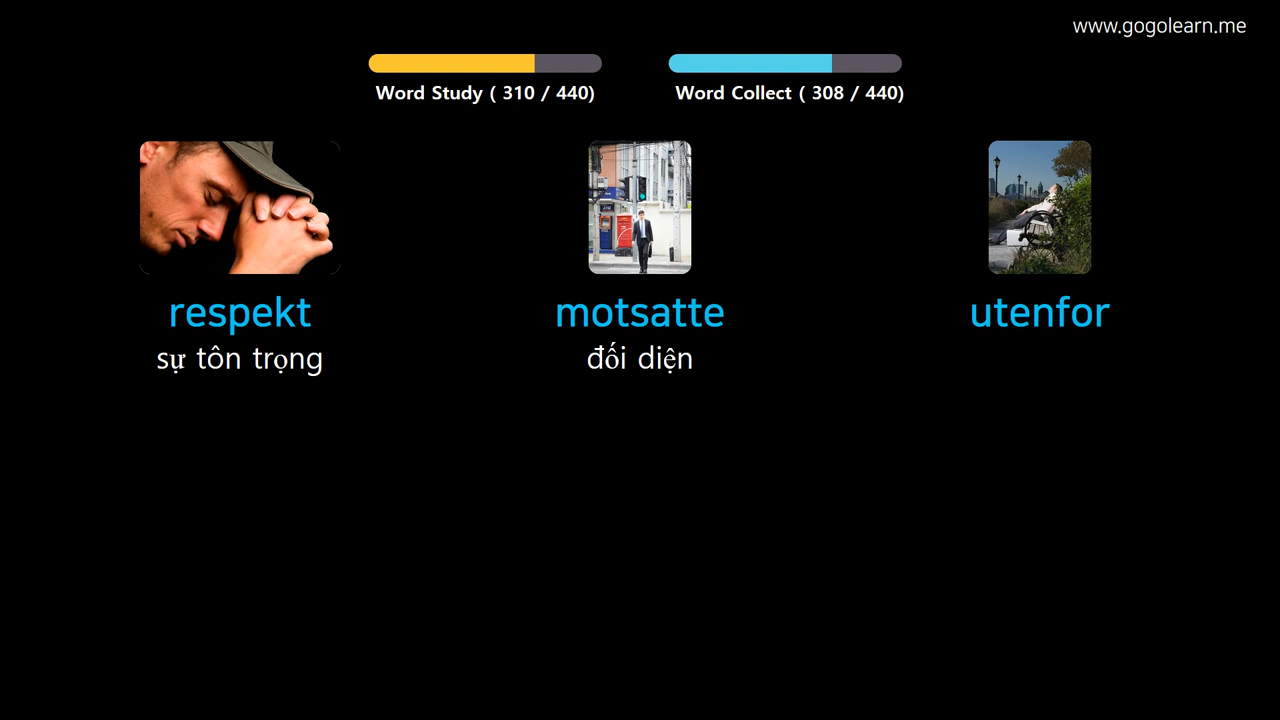 www.gogolearn.me
Word Study ( 310 / 440)
Word Collect ( 308 / 440)
respekt
motsatte
utenfor
sự tôn trọng
đối diện